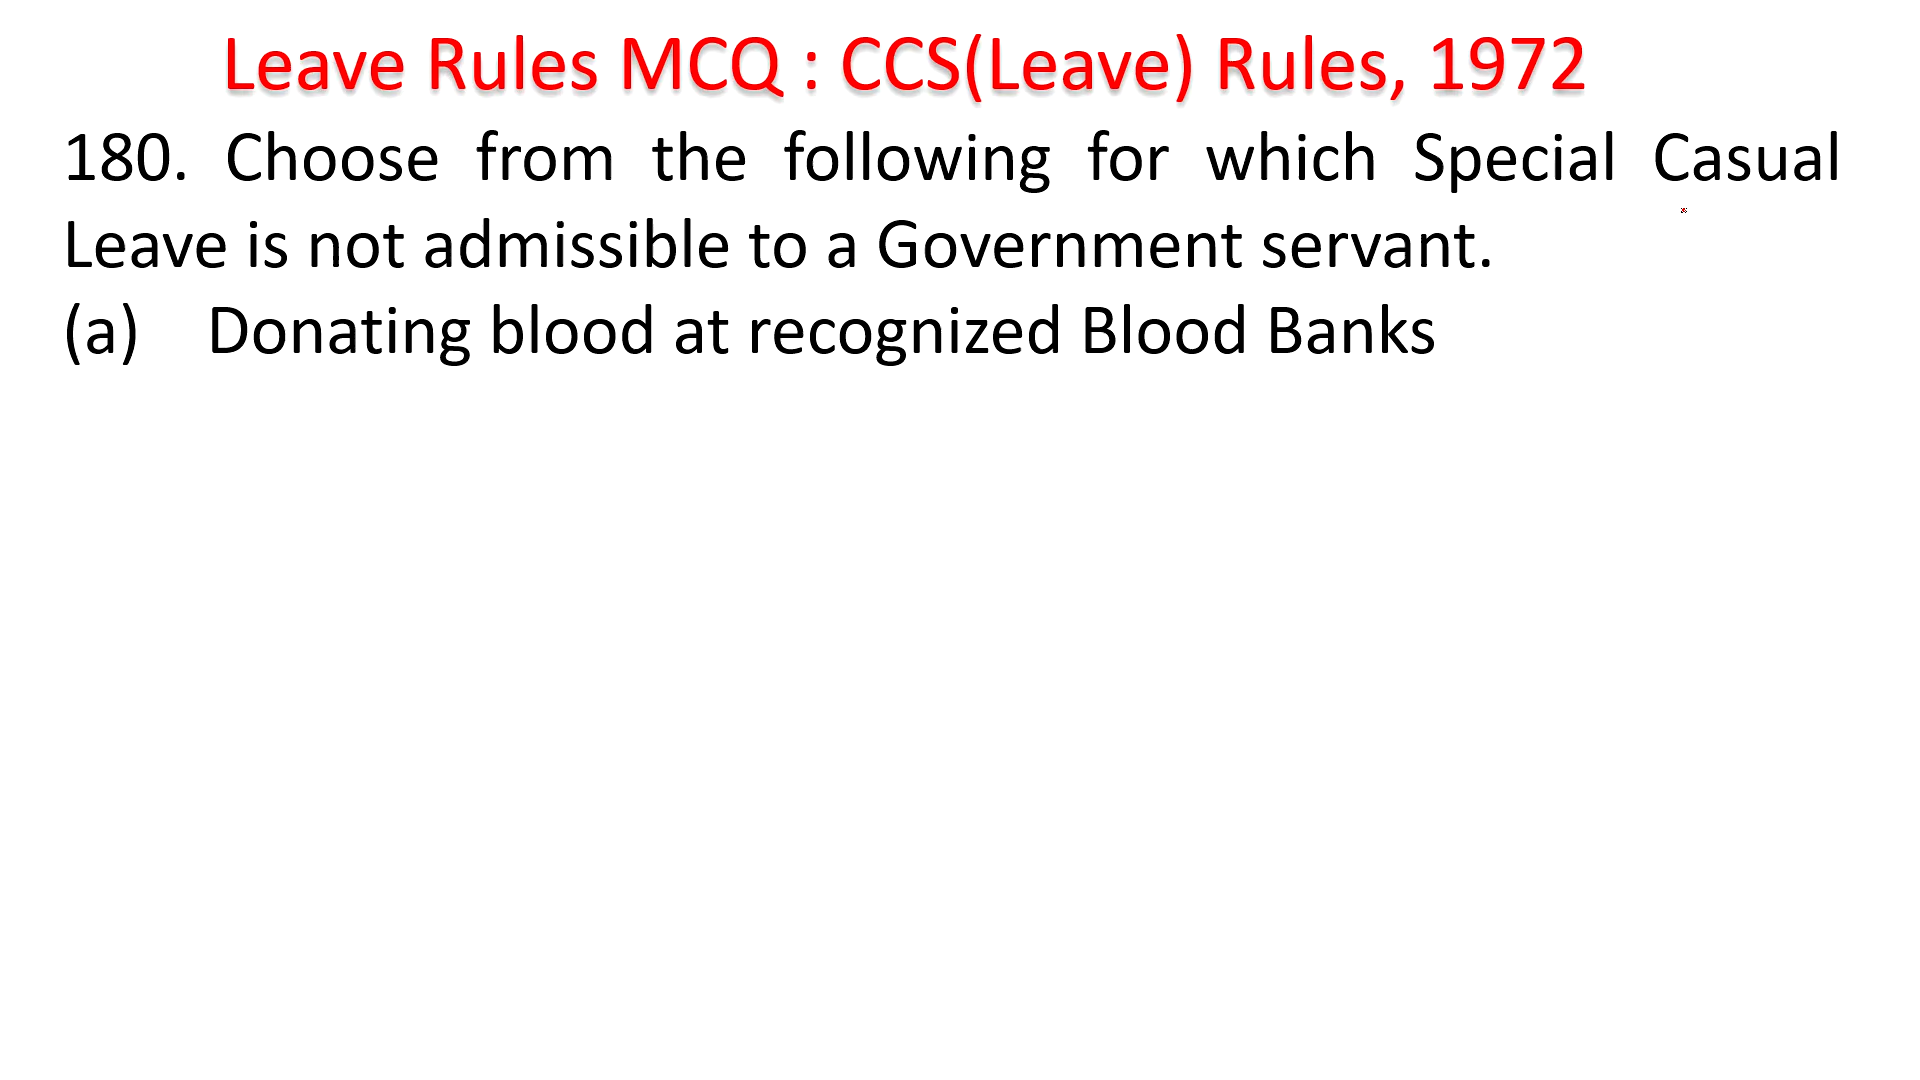 Leave Rules MCQ : CCS(Leave) Rules, 1972
180. Choose from the following for which Special Casual
Leave is not admissible to a Government servant.
(a) Donating blood at recognized Blood Banks